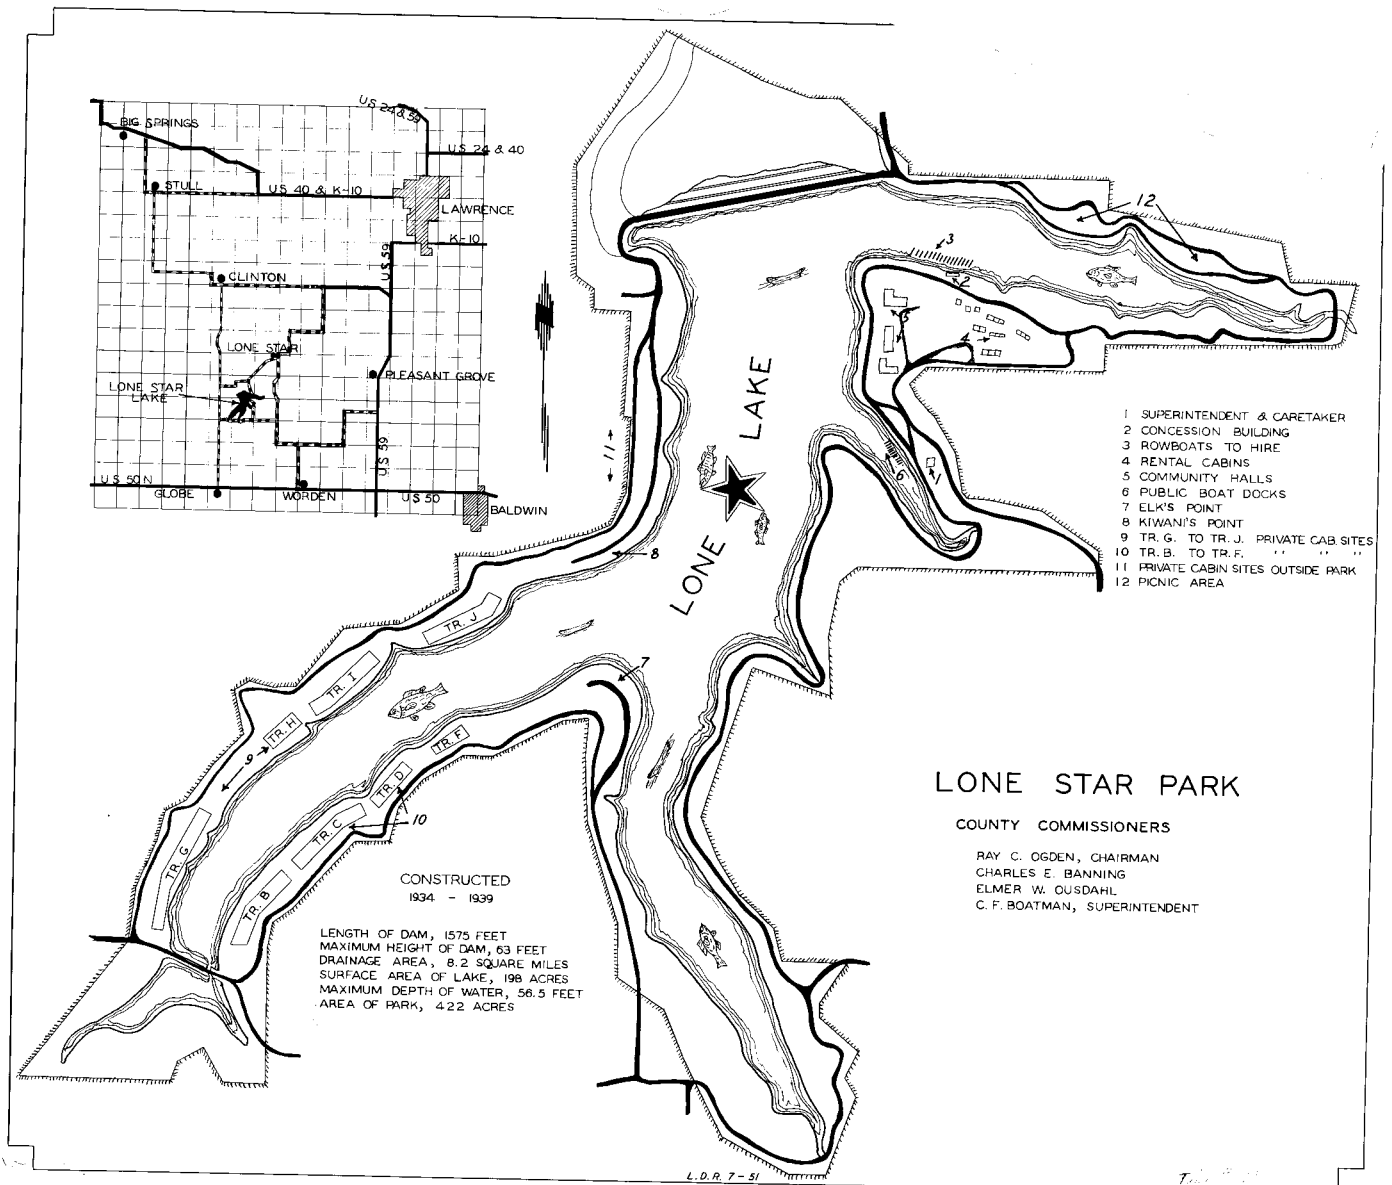 US 24 & 59
BIG SPRINGS
US 24 & 40
STULL
US 40 & K-10
LAWRENCE
K-10
US 59
CLINTON
LONE STAR
PLEASANT GROVE
LONE STAR
LAKE
US 59
US 50N
GLOBE
WORDEN
US 50
BALDWIN
12
3
2
5
4
11
6
1
LONE LAKE
8
1 SUPERINTENDENT & CARETAKER
2 CONCESSION BUILDING
3 ROWBOATS TO HIRE
4 RENTAL CABINS
5 COMMUNITY HALLS
6 PUBLIC BOAT DOCKS
7 ELK'S POINT
8 KIWANI'S POINT
9 TR. G. TO TR. J. PRIVATE CAB. SITES
10 TR. B. TO TR. F. " " "
11 PRIVATE CABIN SITES OUTSIDE PARK
12 PICNIC AREA
TR. J
TR. I
7
TR. H
9
TR. F
TR. D
10
TR. C
TR. G
TR. B
LONE STAR PARK
COUNTY COMMISSIONERS
RAY C. OGDEN, CHAIRMAN
CHARLES E. BANNING
ELMER W. OUSDAHL
C. F. BOATMAN, SUPERINTENDENT
CONSTRUCTED
1934 - 1939
LENGTH OF DAM, 1575 FEET
MAXIMUM HEIGHT OF DAM, 63 FEET
DRAINAGE AREA, 8.2 SQUARE MILES
SURFACE AREA OF LAKE, 198 ACRES
MAXIMUM DEPTH OF WATER, 56.5 FEET
AREA OF PARK, 422 ACRES
L.D.R. 7-51